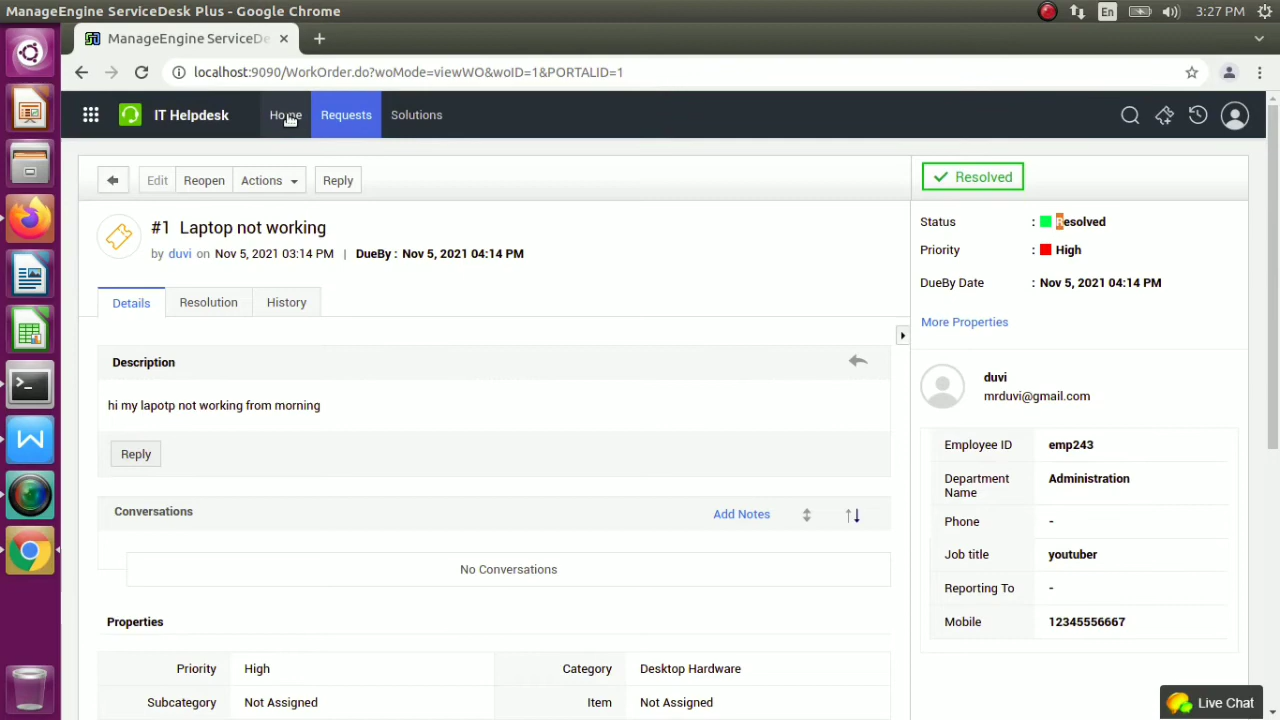 ManageEngine ServiceDesk Plus - Google Chrome
En
3:27 PM
ManageEngine ServiceDe
localhost:9090/WorkOrder.do?woMode=viewWO&woID=1&PORTALID=1
IT Helpdesk
Home
Requests
Solutions
Edit
Reopen
Actions
Reply
Resolved
#1 Laptop not working
by duvi on Nov 5, 2021 03:14 PM | DueBy : Nov 5, 2021 04:14 PM
Status : Resolved
Priority : High
DueBy Date : Nov 5, 2021 04:14 PM
More Properties
Details
Resolution
History
Description
hi my lapotp not working from morning
Reply
duvi
mrduvi@gmail.com
Employee ID emp243
Department Name Administration
Phone -
Job title youtuber
Reporting To -
Mobile 12345556667
Conversations
Add Notes
No Conversations
Properties
Priority High
Category Desktop Hardware
Subcategory Not Assigned
Item Not Assigned
Live Chat